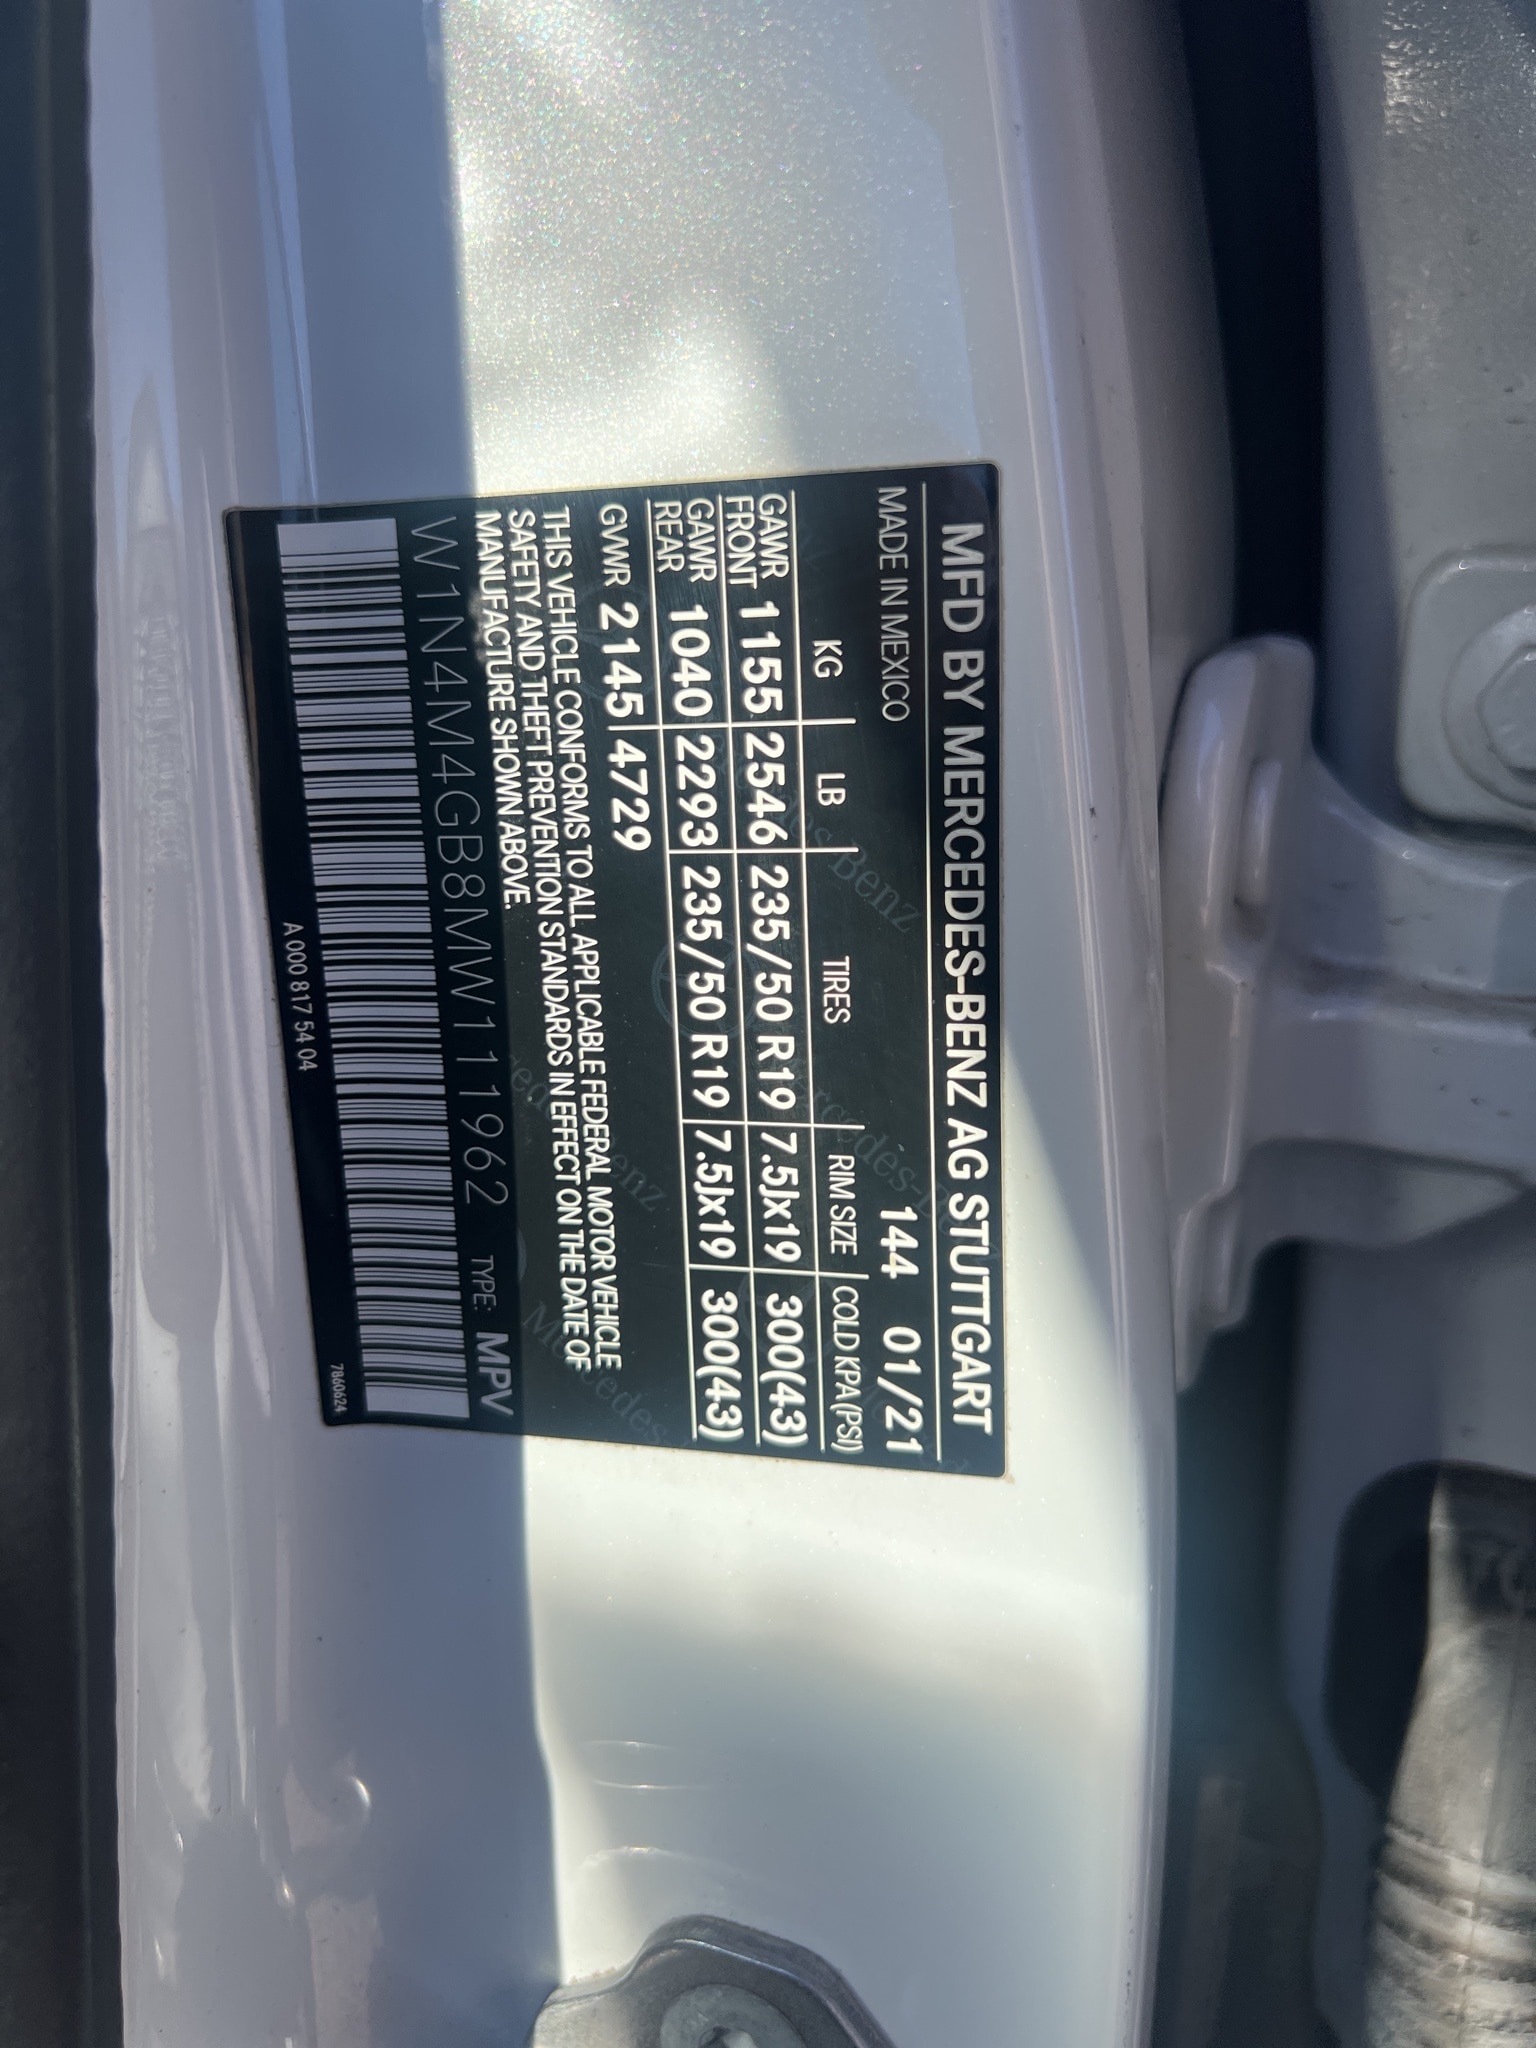 MFD BY MERCEDES-BENZ AG STUTTGART
MADE IN MEXICO 144 01/21
KG LB TIRES RIM SIZE COLD KPA(PSI)
GAWR FRONT 1155 2546 235/50 R19 7.5Jx19 300(43)
GAWR REAR 1040 2293 235/50 R19 7.5Jx19 300(43)
GVWR 2145 4729
THIS VEHICLE CONFORMS TO ALL APPLICABLE FEDERAL MOTOR VEHICLE
SAFETY AND THEFT PREVENTION STANDARDS IN EFFECT ON THE DATE OF
MANUFACTURE SHOWN ABOVE.
W1N4M4GB8MW111962 TYPE: MPV
A 000 817 54 04 7860624